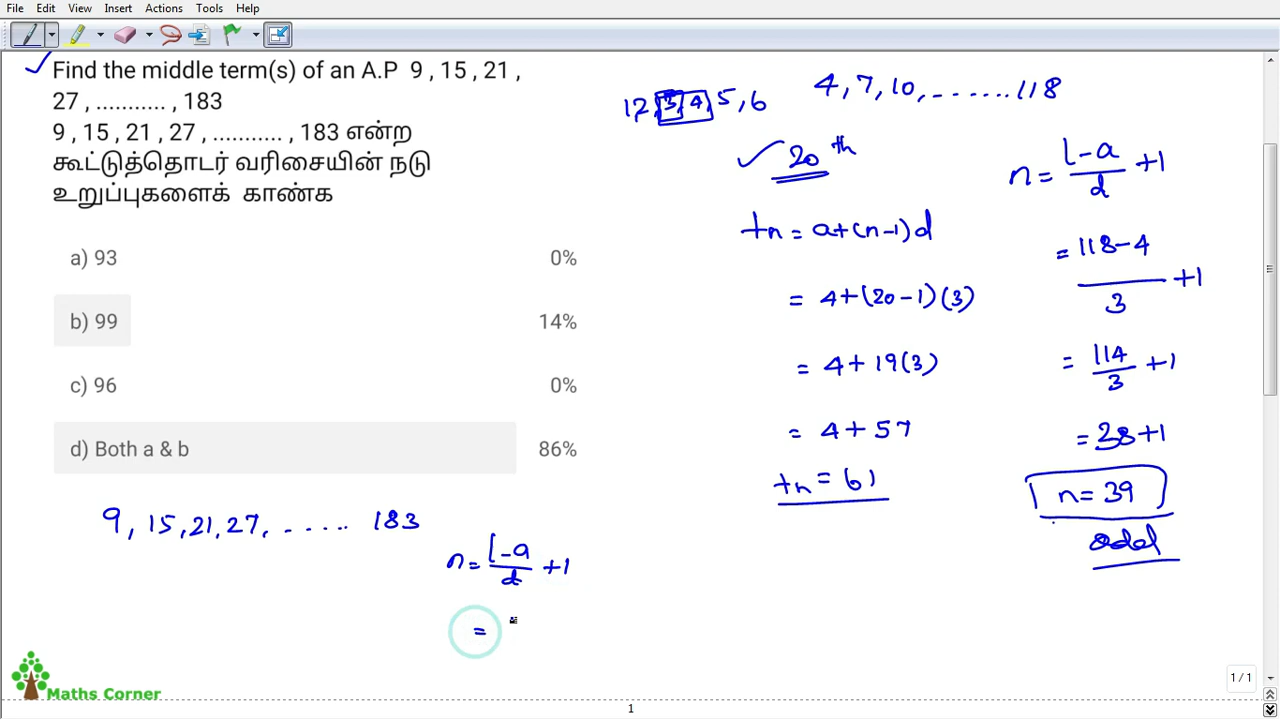 File Edit View Insert Actions Tools Help
Find the middle term(s) of an A.P 9 , 15 , 21 ,
27 , ........... , 183
9 , 15 , 21 , 27 , ........... , 183 என்ற
கூட்டுத்தொடர் வரிசையின் நடு
உறுப்புகளைக் காண்க
a) 93 0%
b) 99 14%
c) 96 0%
d) Both a & b 86%
9, 15, 21, 27, ...... 183
n = l-a/d + 1
=
12, 3, 4, 5, 6
4, 7, 10, ........118
20th
tn = a+(n-1)d
= 4+(20-1)(3)
= 4+19(3)
= 4+57
tn = 61
n = l-a/d + 1
= 118-4/3 + 1
= 114/3 + 1
= 38+1
n = 39
odd
Maths Corner
1 / 1
1